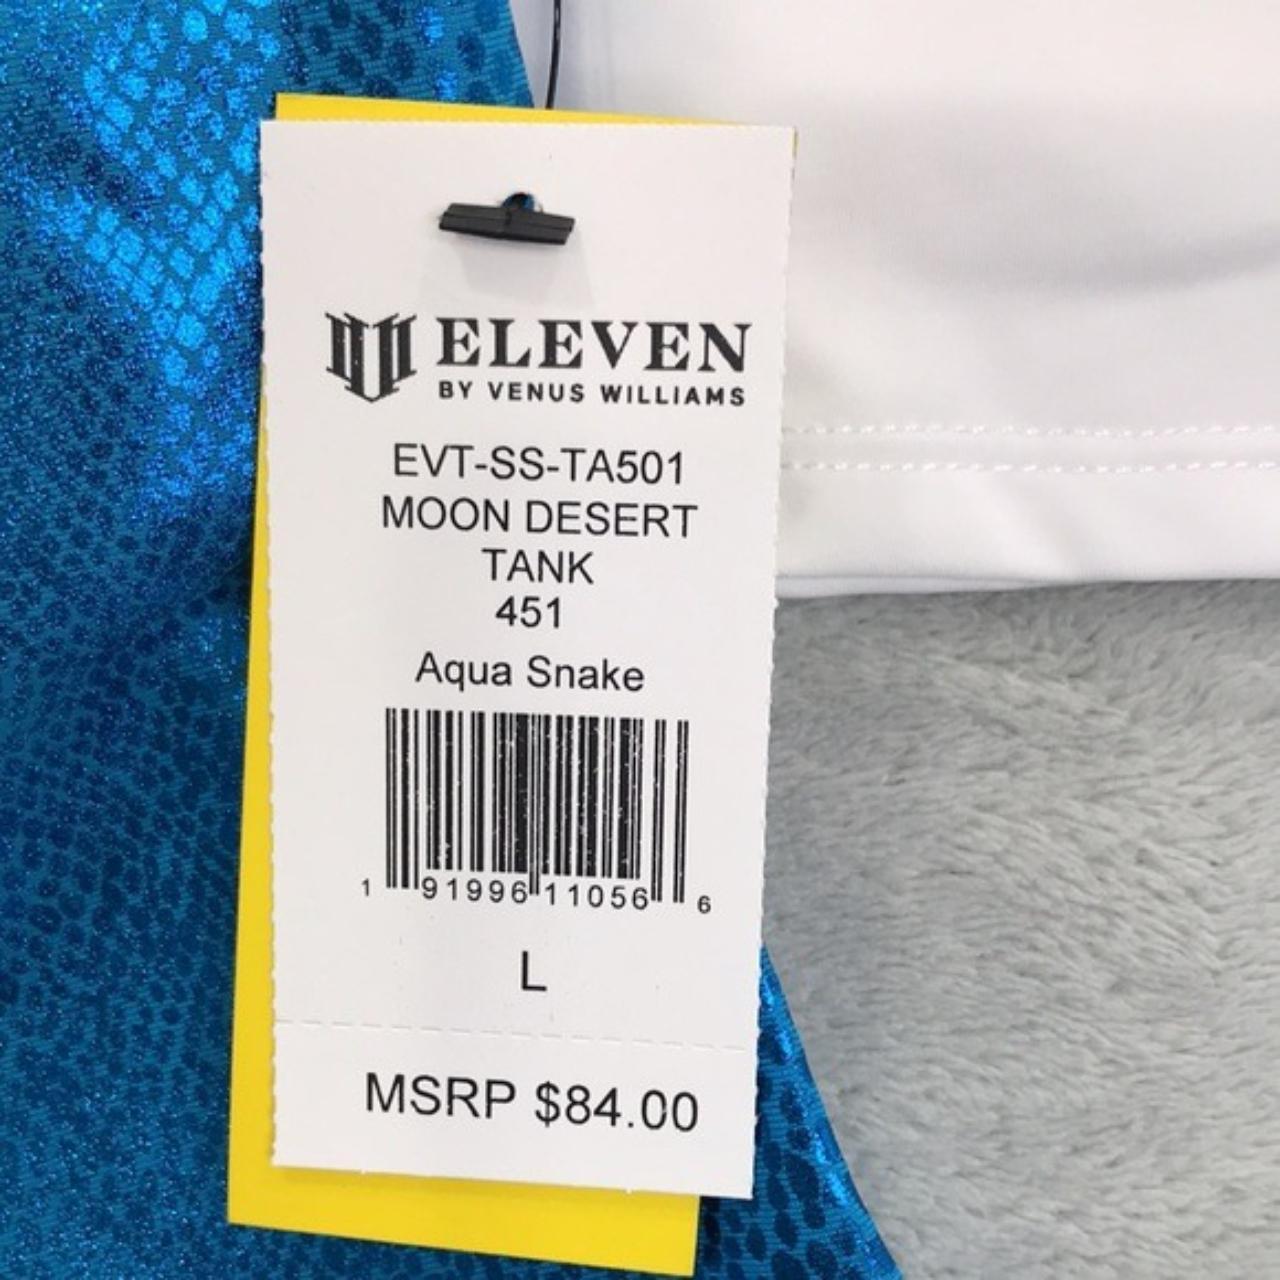 ELEVEN
BY VENUS WILLIAMS
EVT-SS-TA501
MOON DESERT
TANK
451
Aqua Snake
1 91996 11056 6
L
MSRP $84.00